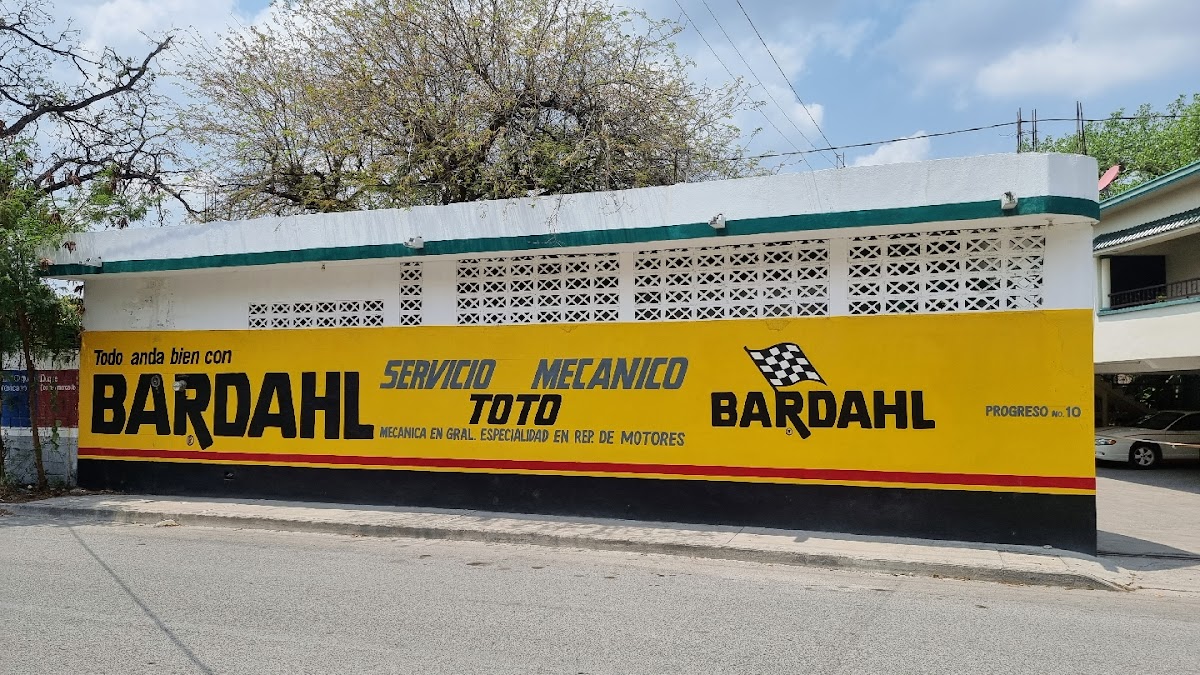 Todo anda bien con
BARDAHL
SERVICIO MECANICO
TOTO
MECÁNICA EN GRAL. ESPECIALIDAD EN REP. DE MOTORES
BARDAHL
PROGRESO NO. 10